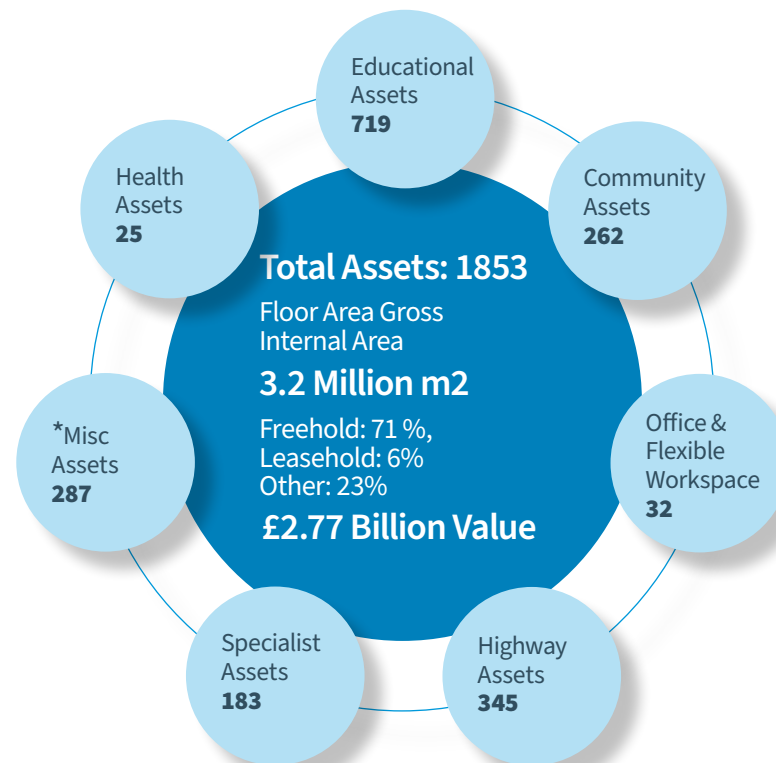 Educational
Assets
719
Community
Assets
262
Office &
Flexible
Workspace
32
Highway
Assets
345
Specialist
Assets
183
*Misc
Assets
287
Health
Assets
25
Total Assets: 1853
Floor Area Gross
Internal Area
3.2 Million m2
Freehold: 71 %,
Leasehold: 6%
Other: 23%
£2.77 Billion Value